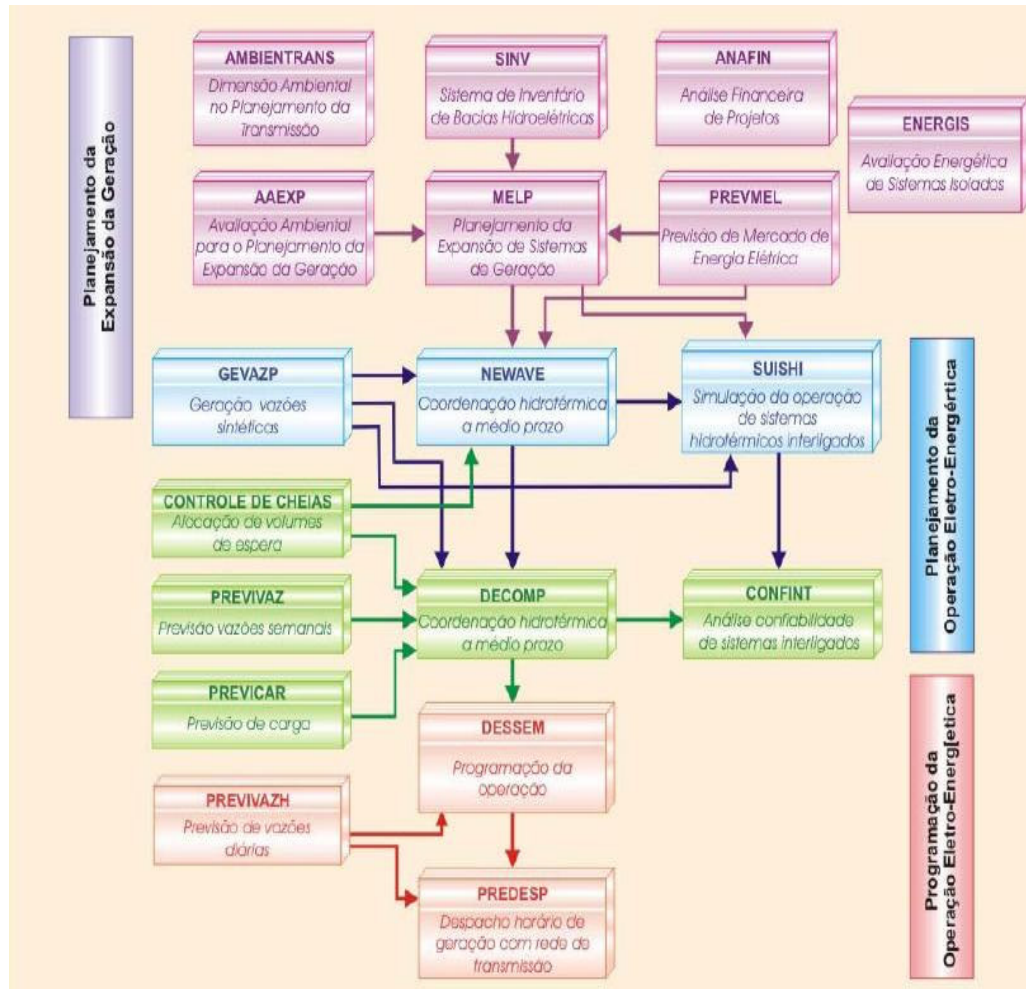 Planejamento da
Expansão da Geração
AMBIENTRANS
Dimensão Ambiental
no Planejamento da
Transmissão
SINV
Sistema de Inventário
de Bacias Hidroelétricas
ANAFIN
Análise Financeira
de Projetos
ENERGIS
Avaliação Energética
de Sistemas Isolados
AAEXP
Avaliação Ambiental
para o Planejamento da
Expansão da Geração
MELP
Planejamento da
Expansão de Sistemas
de Geração
PREVMEL
Previsão de Mercado de
Energia Elétrica
GEVAZP
Geração vazões
sintéticas
NEWAVE
Coordenação hidrotérmica
a médio prazo
SUISHI
Simulação da operação
de sistemas
hidrotérmicos interligados
Planejamento da
Operação Eletro-Energértica
CONTROLE DE CHEIAS
Alocação de volumes
de espera
PREVIVAZ
Previsão vazões semanais
DECOMP
Coordenação hidrotérmica
a médio prazo
CONFINT
Análise confiabilidade
de sistemas interligados
PREVICAR
Previsão de carga
DESSEM
Programação da
operação
PREVIVAZH
Previsão de vazões
diárias
PREDESP
Despacho horário de
geração com rede de
transmissão
Programação da
Operação Eletro-Energ[etica